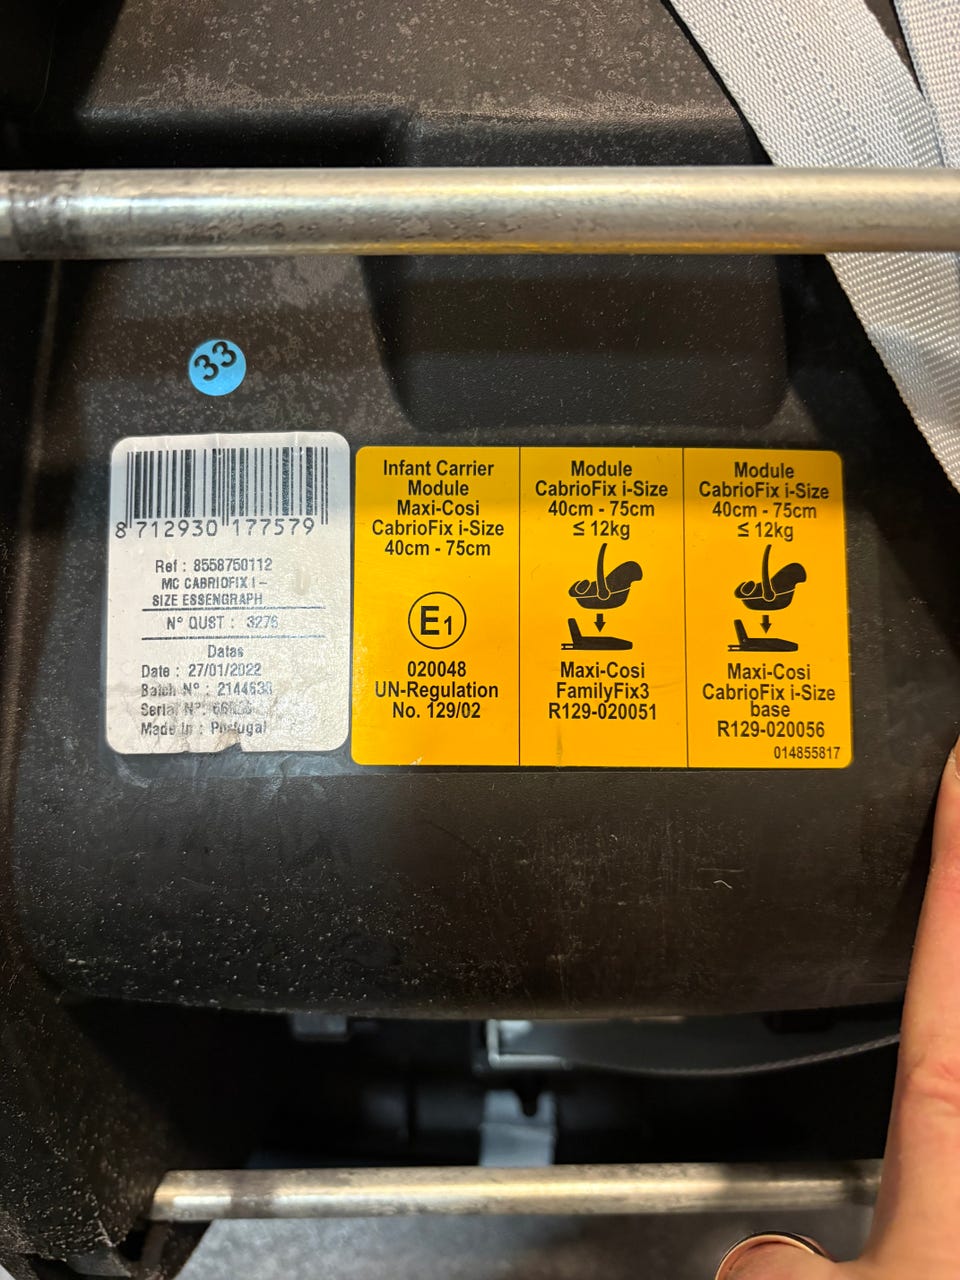 33
8 712930 177579
Ref : 8558750112
MC CABRIOFIX I -
SIZE ESSENGRAPH
N° QUST : 3276
Datas
Date : 27/01/2022
Batch N° :
Serial N°:
Made in : Portugal
Infant Carrier
Module
Maxi-Cosi
CabrioFix i-Size
40cm - 75cm
E1
020048
UN-Regulation
No. 129/02
Module
CabrioFix i-Size
40cm - 75cm
≤ 12kg
Maxi-Cosi
FamilyFix3
R129-020051
Module
CabrioFix i-Size
40cm - 75cm
≤ 12kg
Maxi-Cosi
CabrioFix i-Size
base
R129-020056
014855817